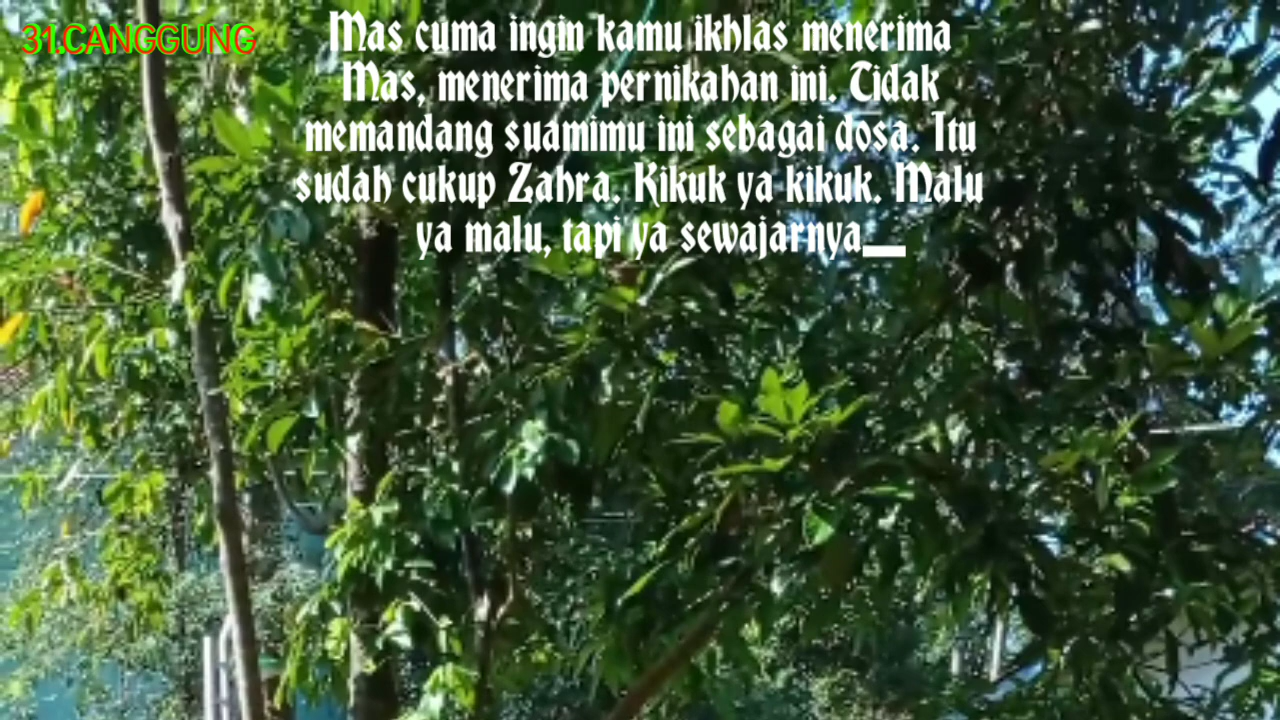 31.CANGGUNG
Mas cuma ingin kamu ikhlas menerima
Mas, menerima pernikahan ini. Tidak
memandang suamimu ini sebagai dosa. Itu
sudah cukup Zahra. Kikuk ya kikuk. Malu
ya malu, tapi ya sewajarnya_